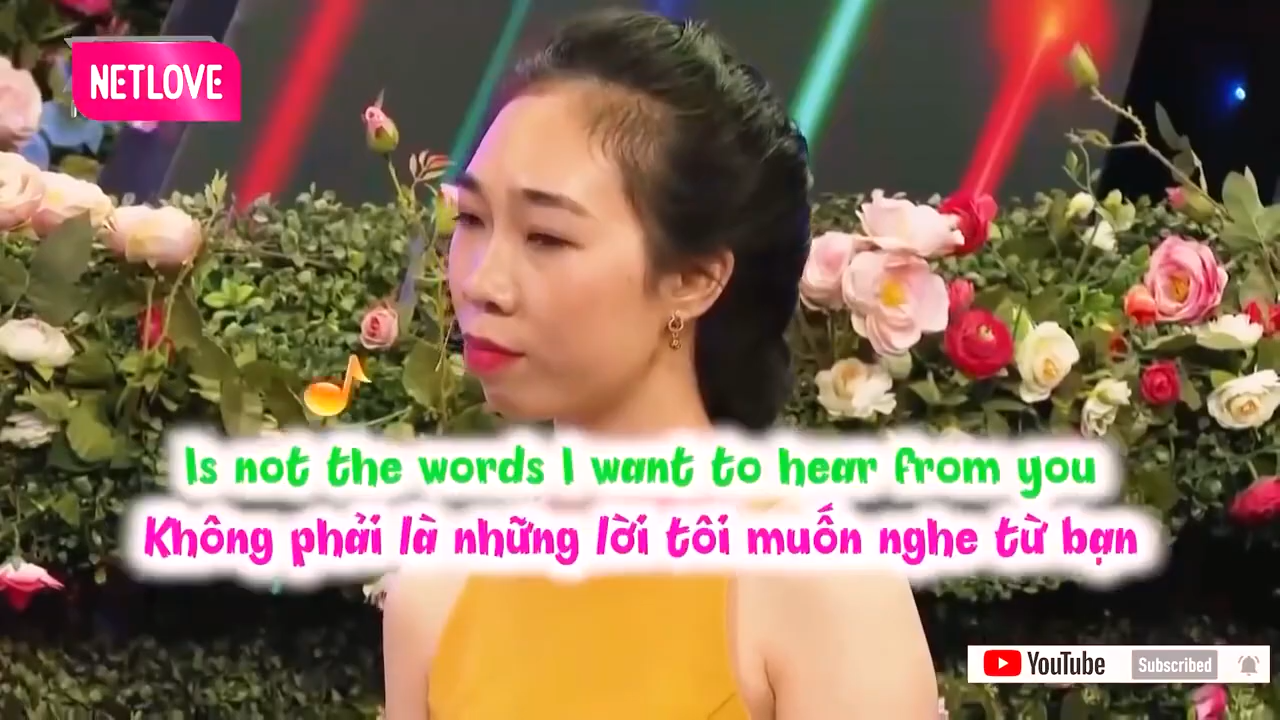 NETLOVE
Is not the words I want to hear from you
Không phải là những lời tôi muốn nghe từ bạn
YouTube Subscribed